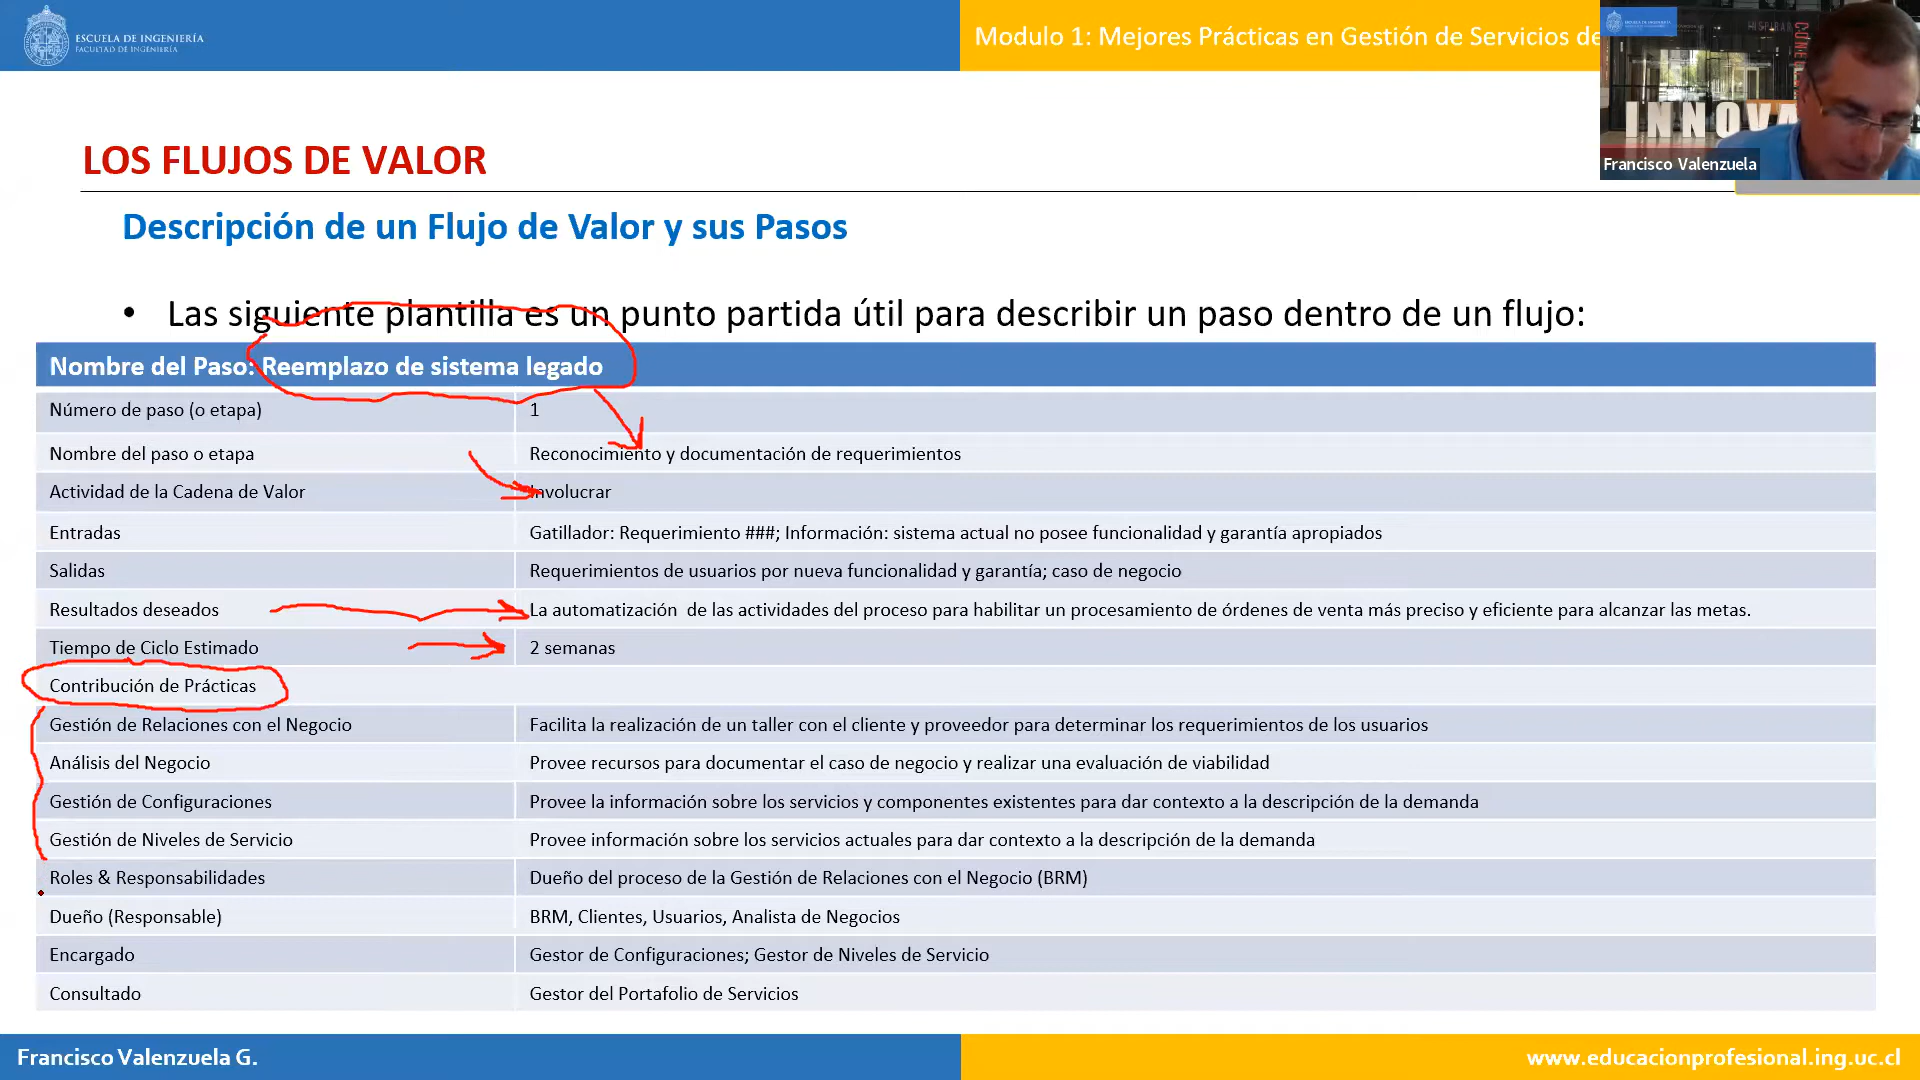 ESCUELA DE INGENIERÍA
FACULTAD DE INGENIERÍA
Modulo 1: Mejores Prácticas en Gestión de Servicios de
INNOVA
Francisco Valenzuela
LOS FLUJOS DE VALOR
Descripción de un Flujo de Valor y sus Pasos
• Las siguiente plantilla es un punto partida útil para describir un paso dentro de un flujo:
Nombre del Paso: Reemplazo de sistema legado
Número de paso (o etapa) 1
Nombre del paso o etapa Reconocimiento y documentación de requerimientos
Actividad de la Cadena de Valor Involucrar
Entradas Gatillador: Requerimiento ###; Información: sistema actual no posee funcionalidad y garantía apropiados
Salidas Requerimientos de usuarios por nueva funcionalidad y garantía; caso de negocio
Resultados deseados La automatización de las actividades del proceso para habilitar un procesamiento de órdenes de venta más preciso y eficiente para alcanzar las metas.
Tiempo de Ciclo Estimado 2 semanas
Contribución de Prácticas
Gestión de Relaciones con el Negocio Facilita la realización de un taller con el cliente y proveedor para determinar los requerimientos de los usuarios
Análisis del Negocio Provee recursos para documentar el caso de negocio y realizar una evaluación de viabilidad
Gestión de Configuraciones Provee la información sobre los servicios y componentes existentes para dar contexto a la descripción de la demanda
Gestión de Niveles de Servicio Provee información sobre los servicios actuales para dar contexto a la descripción de la demanda
Roles & Responsabilidades Dueño del proceso de la Gestión de Relaciones con el Negocio (BRM)
Dueño (Responsable) BRM, Clientes, Usuarios, Analista de Negocios
Encargado Gestor de Configuraciones; Gestor de Niveles de Servicio
Consultado Gestor del Portafolio de Servicios
Francisco Valenzuela G.
www.educacionprofesional.ing.uc.cl